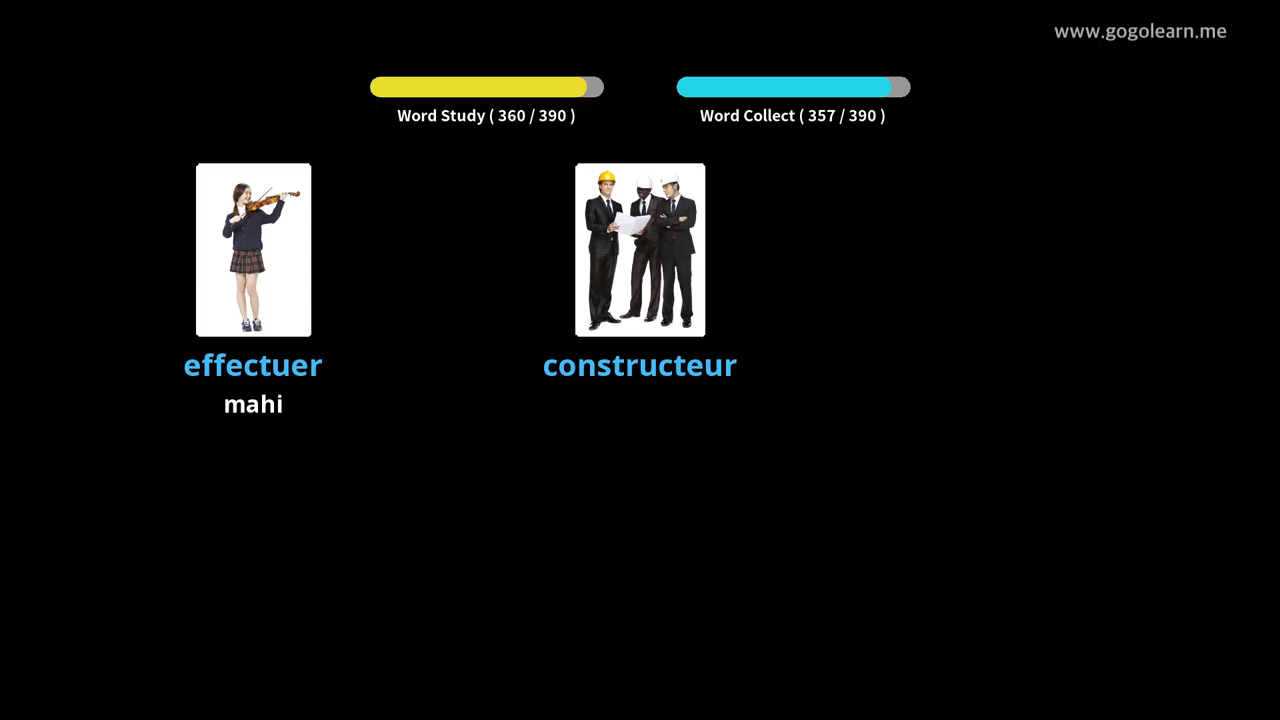 www.gogolearn.me
Word Study ( 360 / 390 )
Word Collect ( 357 / 390 )
effectuer
mahi
constructeur